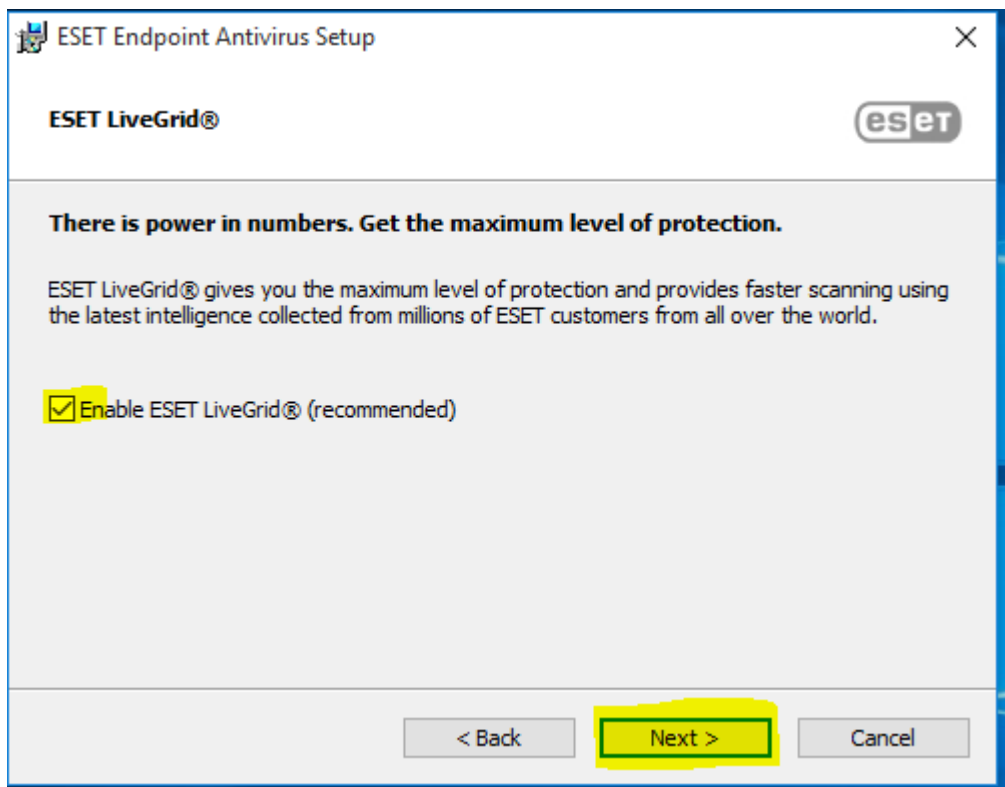 ESET Endpoint Antivirus Setup
ESET LiveGrid®
eset
There is power in numbers. Get the maximum level of protection.
ESET LiveGrid® gives you the maximum level of protection and provides faster scanning using
the latest intelligence collected from millions of ESET customers from all over the world.
Enable ESET LiveGrid® (recommended)
< Back
Next >
Cancel